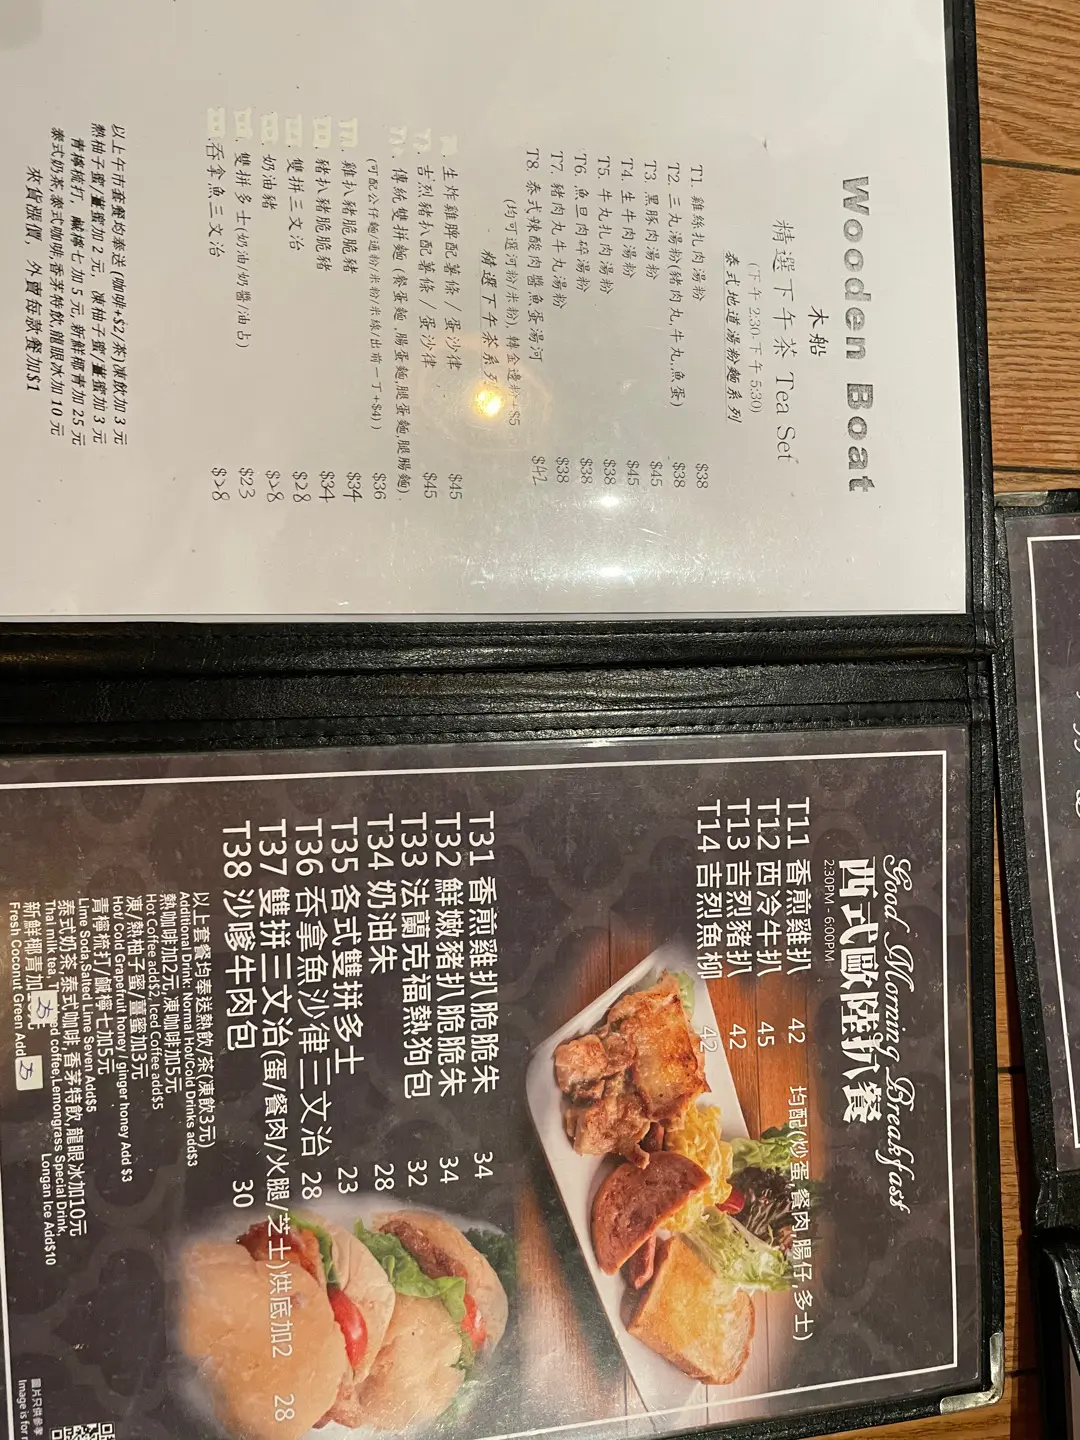 Wooden Boat
木船
精選下午茶 Tea Set
(下午2:30-下午5:30)
泰式地道湯粉麵系列
T1. 雞絲扎肉湯粉 $38
T2. 三丸湯粉(豬肉丸,牛丸,魚蛋) $38
T3. 黑豚肉湯粉 $45
T4. 生牛肉湯粉 $45
T5. 牛丸扎肉湯粉 $38
T6. 魚旦肉碎湯粉 $38
T7. 豬肉丸牛丸湯粉 $38
T8. 泰式辣酸肉醬魚蛋湯河 $42
(均可選河粉/米粉), 轉金邊粉+$5
精選下午茶系列
生炸雞脾配薯條/蛋沙律 $45
吉烈豬扒配薯條/蛋沙律 $45
傳統雙拼麵 (餐蛋麵,腸蛋麵,腿蛋麵,腿腸麵)
(可配公仔麵/通粉/米粉/米線/出前一丁+$4)) $36
雞扒豬脆脆豬 $34
豬扒豬脆脆豬 $34
雙拼三文治 $28
奶油豬 $28
雙拼多士(奶油/奶醬/油占) $23
吞拿魚三文治 $28
以上午市套餐均奉送 (咖啡+$2/茶)凍飲加3元
熱柚子蜜/薑蜜加2元, 凍柚子蜜/薑蜜加3元
青檸梳打, 鹹檸七加5元,新鮮椰青加25元
泰式奶茶,泰式咖啡,香茅特飲,龍眼冰加10元
來貨漲價, 外賣每款餐加$1
Good Morning Breakfast
西式歐陸扒餐
2:30PM - 6:00PM
T11 香煎雞扒 42 均配(炒蛋,餐肉,腸仔,多士)
T12 西冷牛扒 45
T13 吉烈豬扒 42
T14 吉烈魚柳 42
T31 香煎雞扒脆脆朱 34
T32 鮮嫩豬扒脆脆朱 34
T33 法蘭克福熱狗包 32
T34 奶油朱 28
T35 各式雙拼多士 23
T36 吞拿魚沙律三文治 28
T37 雙拼三文治(蛋/餐肉/火腿/芝士)烘底加2 28
T38 沙嗲牛肉包 30
以上套餐均奉送熱飲 茶(凍飲3元)
Additional Drink: Normal Hot/Cold Drinks add$3
熱咖啡加2元 凍咖啡加5元
Hot Coffee add$2,Iced Coffee add$5
凍/熱柚子蜜,薑蜜加3元
Hot/ Cold Grapefruit honey/ ginger honey Add $3
青檸梳打/鹹檸七加5元
Lime Soda,Salted Lime Seven Add$5
泰式奶茶,泰式咖啡,香茅特飲,龍眼冰加10元
Thai milk tea, coffee,Lemongrass Special Drink,
Longan Ice Add$10
新鮮椰青加 元
Fresh Coconut Green Add
圖片只供參考
Image is for r